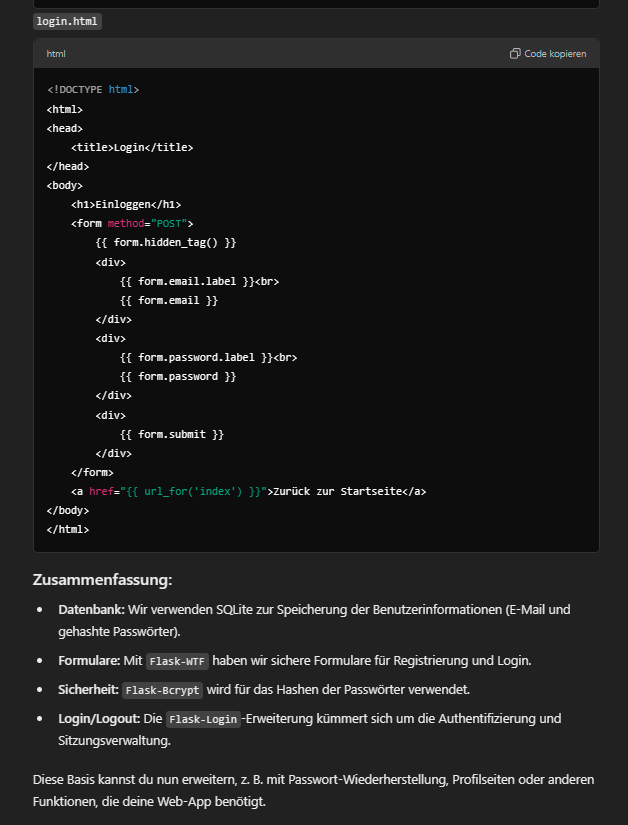 login.html
html
Code kopieren
<!DOCTYPE html>
<html>
<head>
    <title>Login</title>
</head>
<body>
    <h1>Einloggen</h1>
    <form method="POST">
        {{ form.hidden_tag() }}
        <div>
            {{ form.email.label }}<br>
            {{ form.email }}
        </div>
        <div>
            {{ form.password.label }}<br>
            {{ form.password }}
        </div>
        <div>
            {{ form.submit }}
        </div>
    </form>
    <a href="{{ url_for('index') }}">Zurück zur Startseite</a>
</body>
</html>
Zusammenfassung:
• Datenbank: Wir verwenden SQLite zur Speicherung der Benutzerinformationen (E-Mail und
gehashte Passwörter).
• Formulare: Mit Flask-WTF haben wir sichere Formulare für Registrierung und Login.
• Sicherheit: Flask-Bcrypt wird für das Hashen der Passwörter verwendet.
• Login/Logout: Die Flask-Login-Erweiterung kümmert sich um die Authentifizierung und
Sitzungsverwaltung.
Diese Basis kannst du nun erweitern, z. B. mit Passwort-Wiederherstellung, Profilseiten oder anderen
Funktionen, die deine Web-App benötigt.